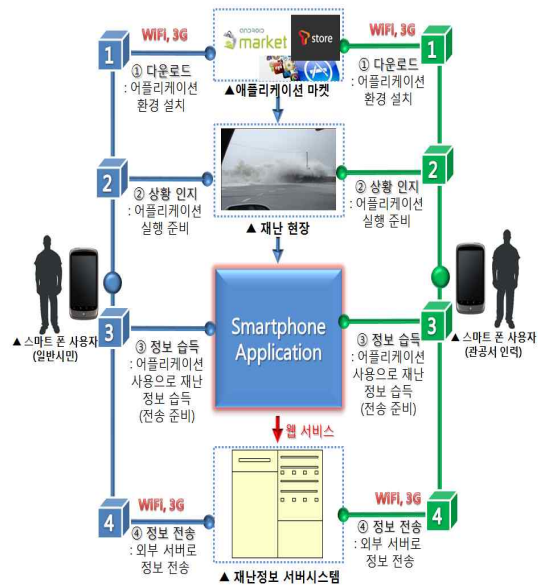 WiFi, 3G
android
market
store
WiFi, 3G
1
1
① 다운로드
: 어플리케이션
환경 설치
▲애플리케이션 마켓
① 다운로드
: 어플리케이션
환경 설치
2
2
② 상황 인지
: 어플리케이션
실행 준비
② 상황 인지
: 어플리케이션
실행 준비
▲ 재난 현장
▲ 스마트 폰 사용자
(일반시민)
▲ 스마트 폰 사용자
(관공서 인력)
3
3
Smartphone
Application
③ 정보 습득
: 어플리케이션
사용으로 재난
정보 습득
(전송 준비)
③ 정보 습득
: 어플리케이션
사용으로 재난
정보 습득
(전송 준비)
웹 서비스
WiFi, 3G
WiFi, 3G
4
4
④ 정보 전송
: 외부 서버로
정보 전송
④ 정보 전송
: 외부 서버로
정보 전송
▲ 재난정보 서버시스템